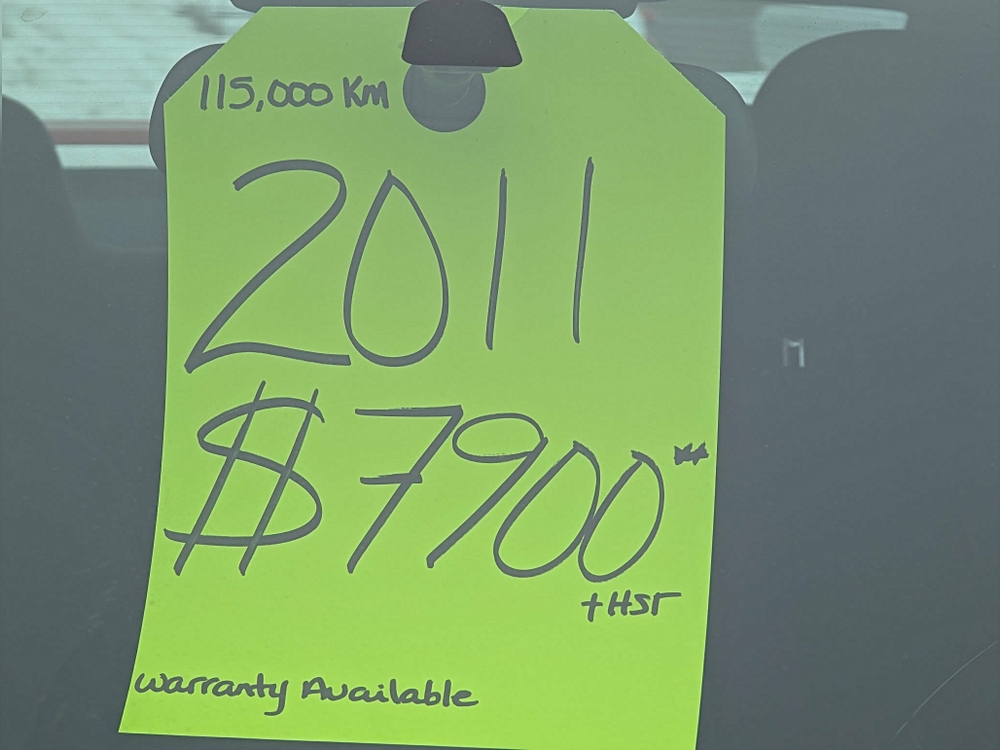 115,000 Km
2011
$7900**
+HST
Warranty Available